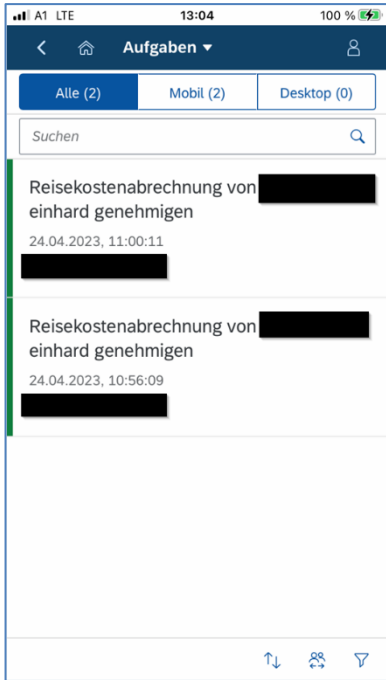 A1 LTE 13:04 100 %
Aufgaben
Alle (2) Mobil (2) Desktop (0)
Suchen
Reisekostenabrechnung von
einhard genehmigen
24.04.2023, 11:00:11
Reisekostenabrechnung von
einhard genehmigen
24.04.2023, 10:56:09